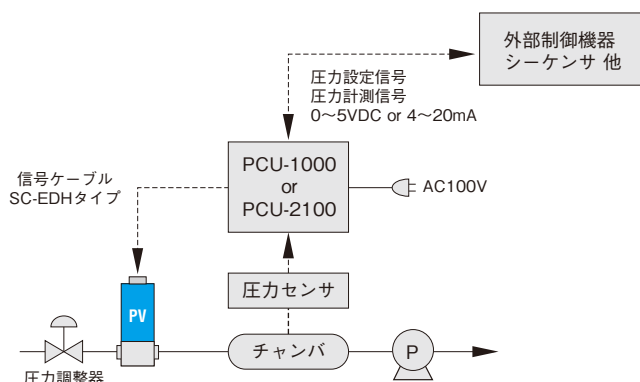 外部制御機器
シーケンサ 他
圧力設定信号
圧力計測信号
0〜5VDC or 4〜20mA
PCU-1000
or
PCU-2100
AC100V
信号ケーブル
SC-EDHタイプ
圧力センサ
PV
チャンバ
P
圧力調整器